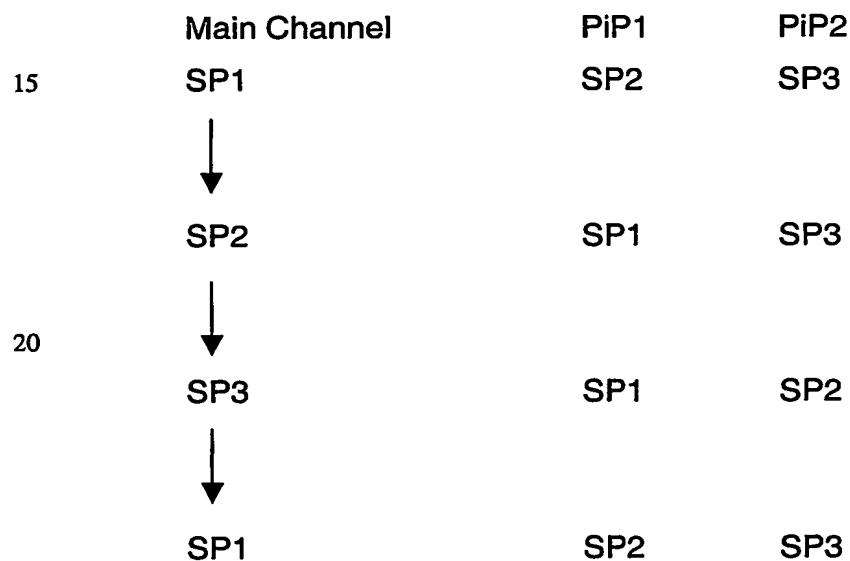 Main Channel PiP1 PiP2
15 SP1 SP2 SP3
SP2 SP1 SP3
20
SP3 SP1 SP2
SP1 SP2 SP3